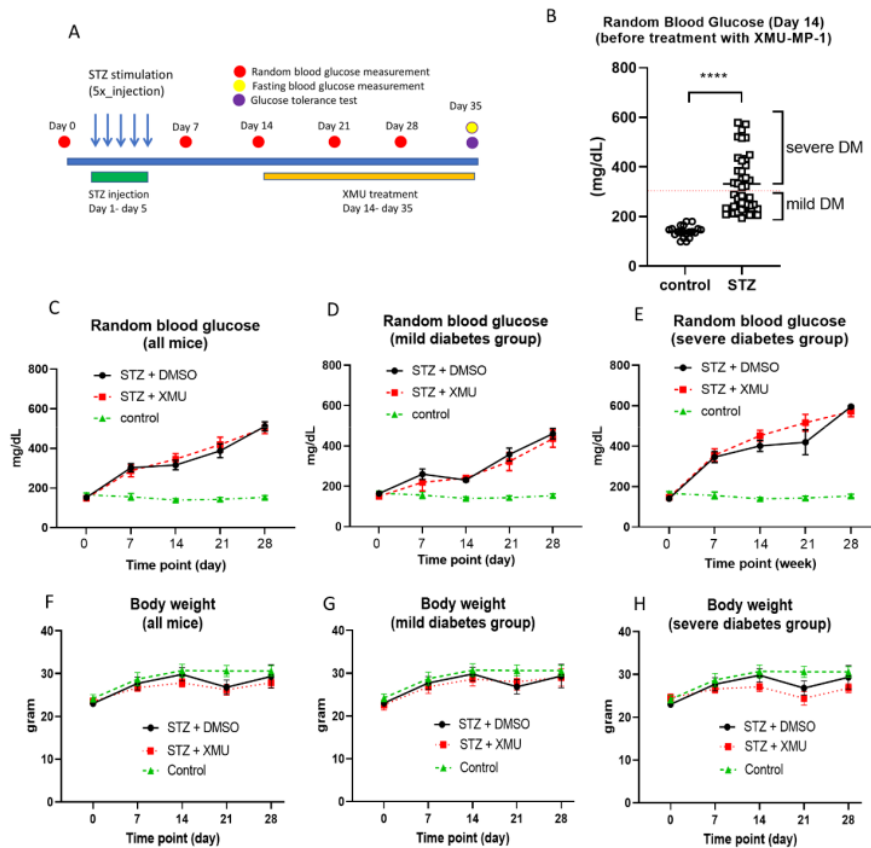 A
STZ stimulation
(5x_injection)
Random blood glucose measurement
Fasting blood glucose measurement
Glucose tolerance test
Day 0
Day 7
Day 14
Day 21
Day 28
Day 35
STZ injection
Day 1- day 5
XMU treatment
Day 14- day 35
B
Random Blood Glucose (Day 14)
(before treatment with XMU-MP-1)
(mg/dL)
800
600
400
200
0
****
severe DM
mild DM
control
STZ
C
Random blood glucose
(all mice)
mg/dL
800
600
400
200
0
STZ + DMSO
STZ + XMU
control
0 7 14 21 28
Time point (day)
D
Random blood glucose
(mild diabetes group)
mg/dL
800
600
400
200
0
STZ + DMSO
STZ + XMU
control
0 7 14 21 28
Time point (day)
E
Random blood glucose
(severe diabetes group)
mg/dL
800
600
400
200
0
STZ + DMSO
STZ + XMU
control
0 7 14 21 28
Time point (week)
F
Body weight
(all mice)
gram
40
30
20
10
0
STZ + DMSO
STZ + XMU
Control
0 7 14 21 28
Time point (day)
G
Body weight
(mild diabetes group)
gram
40
30
20
10
0
STZ + DMSO
STZ + XMU
Control
0 7 14 21 28
Time point (day)
H
Body weight
(severe diabetes group)
gram
40
30
20
10
0
STZ + DMSO
STZ + XMU
Control
0 7 14 21 28
Time point (day)